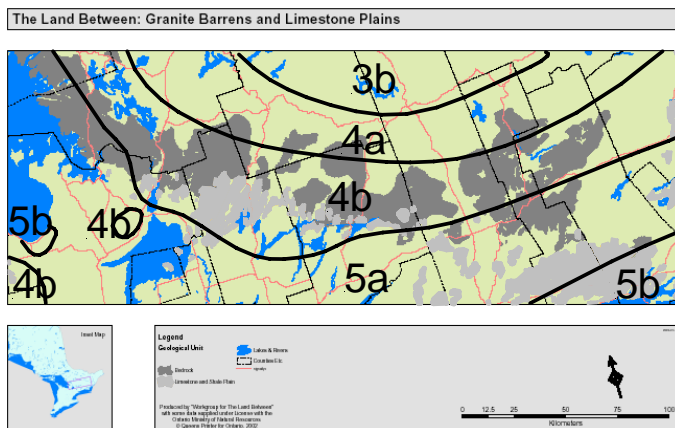 The Land Between: Granite Barrens and Limestone Plains
3b
4a
4b
5b
4b
4b
5a
5b
Inset Map
Legend
Geological Unit
Bedrock
Limestone and Shale Plain
Lakes & Rivers
Counties Etc
Produced by "Workgroup for The Land Between"
with some data supplied under License with the
Ontario Ministry of Natural Resources
© Queens Printer for Ontario, 2002
0 12.5 25 50 75 100
Kilometers